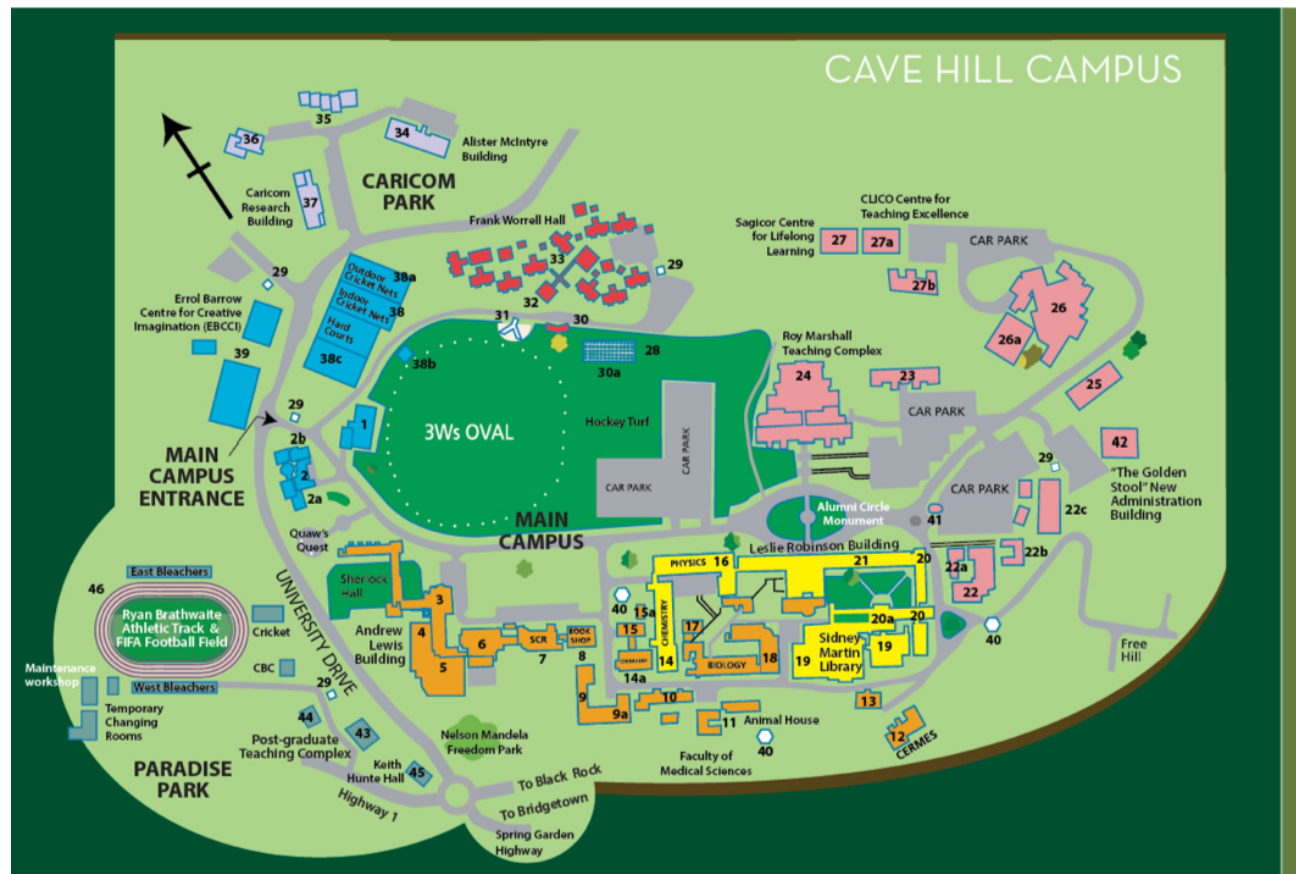 CAVE HILL CAMPUS
35
36
34
Alister McIntyre
Building
CARICOM
PARK
Caricom
Research
Building
37
Frank Worrell Hall
33
32
29
CLICO Centre for
Teaching Excellence
Sagicor Centre
for Lifelong
Learning
27
27a
27b
CAR PARK
26
26a
25
29
Outdoor
Cricket Nets
38a
Indoor
Cricket Nets
38
Hard
Courts
38c
38b
Errol Barrow
Centre for Creative
Imagination (EBCCI)
39
31
30
28
30a
Roy Marshall
Teaching Complex
24
23
CAR PARK
29
MAIN
CAMPUS
ENTRANCE
2b
2
2a
1
3Ws OVAL
Hockey Turf
CAR PARK
CAR PARK
42
"The Golden
Stool" New
Administration
Building
29
CAR PARK
22c
41
Alumni Circle
Monument
MAIN
CAMPUS
Quaw's
Quest
Leslie Robinson Building
PHYSICS
16
21
20
22a
22b
22
46
East Bleachers
Ryan Brathwaite
Athletic Track &
FIFA Football Field
West Bleachers
Cricket
CBC
29
UNIVERSITY DRIVE
Sherlock
Hall
3
Andrew
Lewis
Building
4
5
6
SCR
7
BOOK
SHOP
8
40
15a
15
14a
CHEMISTRY
14
17
BIOLOGY
18
20a
20
Sidney
Martin
Library
19
19
40
Free
Hill
9
9a
10
11
Animal House
40
Faculty of
Medical Sciences
13
12
CERMES
Maintenance
workshop
Temporary
Changing
Rooms
44
Post-graduate
Teaching Complex
43
Keith
Hunte Hall
45
PARADISE
PARK
Nelson Mandela
Freedom Park
Highway 1
To Black Rock
To Bridgetown
Spring Garden
Highway